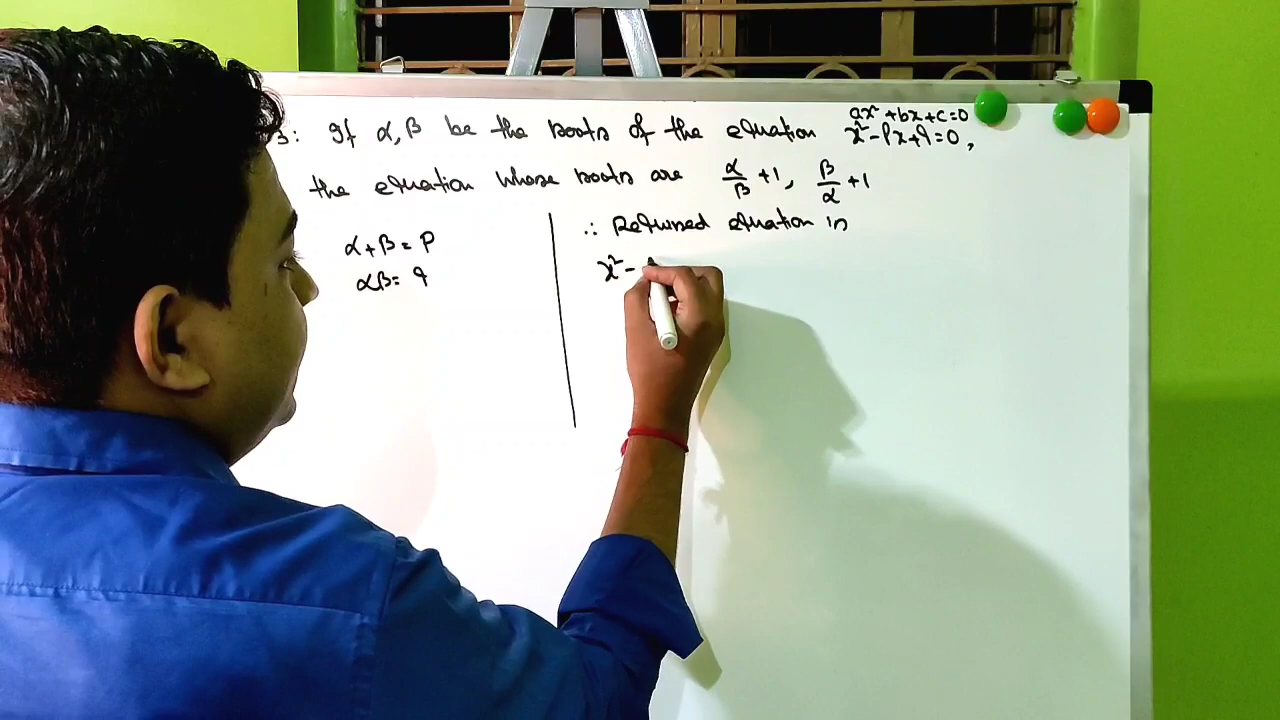 3: If α, β be the roots of the equation x² - px + q = 0,
ax² + bx + c = 0
the equation whose roots are α/β + 1, β/α + 1
α + β = p
αβ = q
∴ Required equation is
x² -